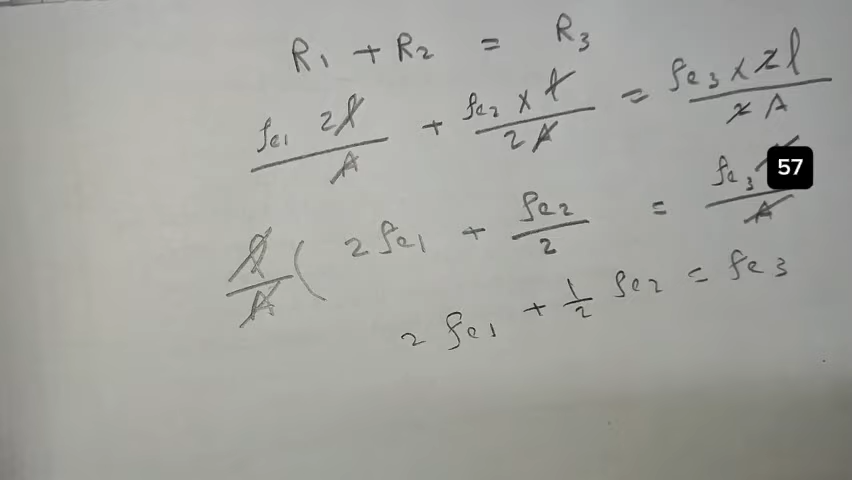 R₁ + R₂ = R₃
ρe₁ 2l / A + ρe₂ × l / 2A = ρe₃ × 2l / 2A
l / A ( 2ρe₁ + ρe₂ / 2 = ρe₃ / A
57
2ρe₁ + 1/2 ρe₂ = ρe₃